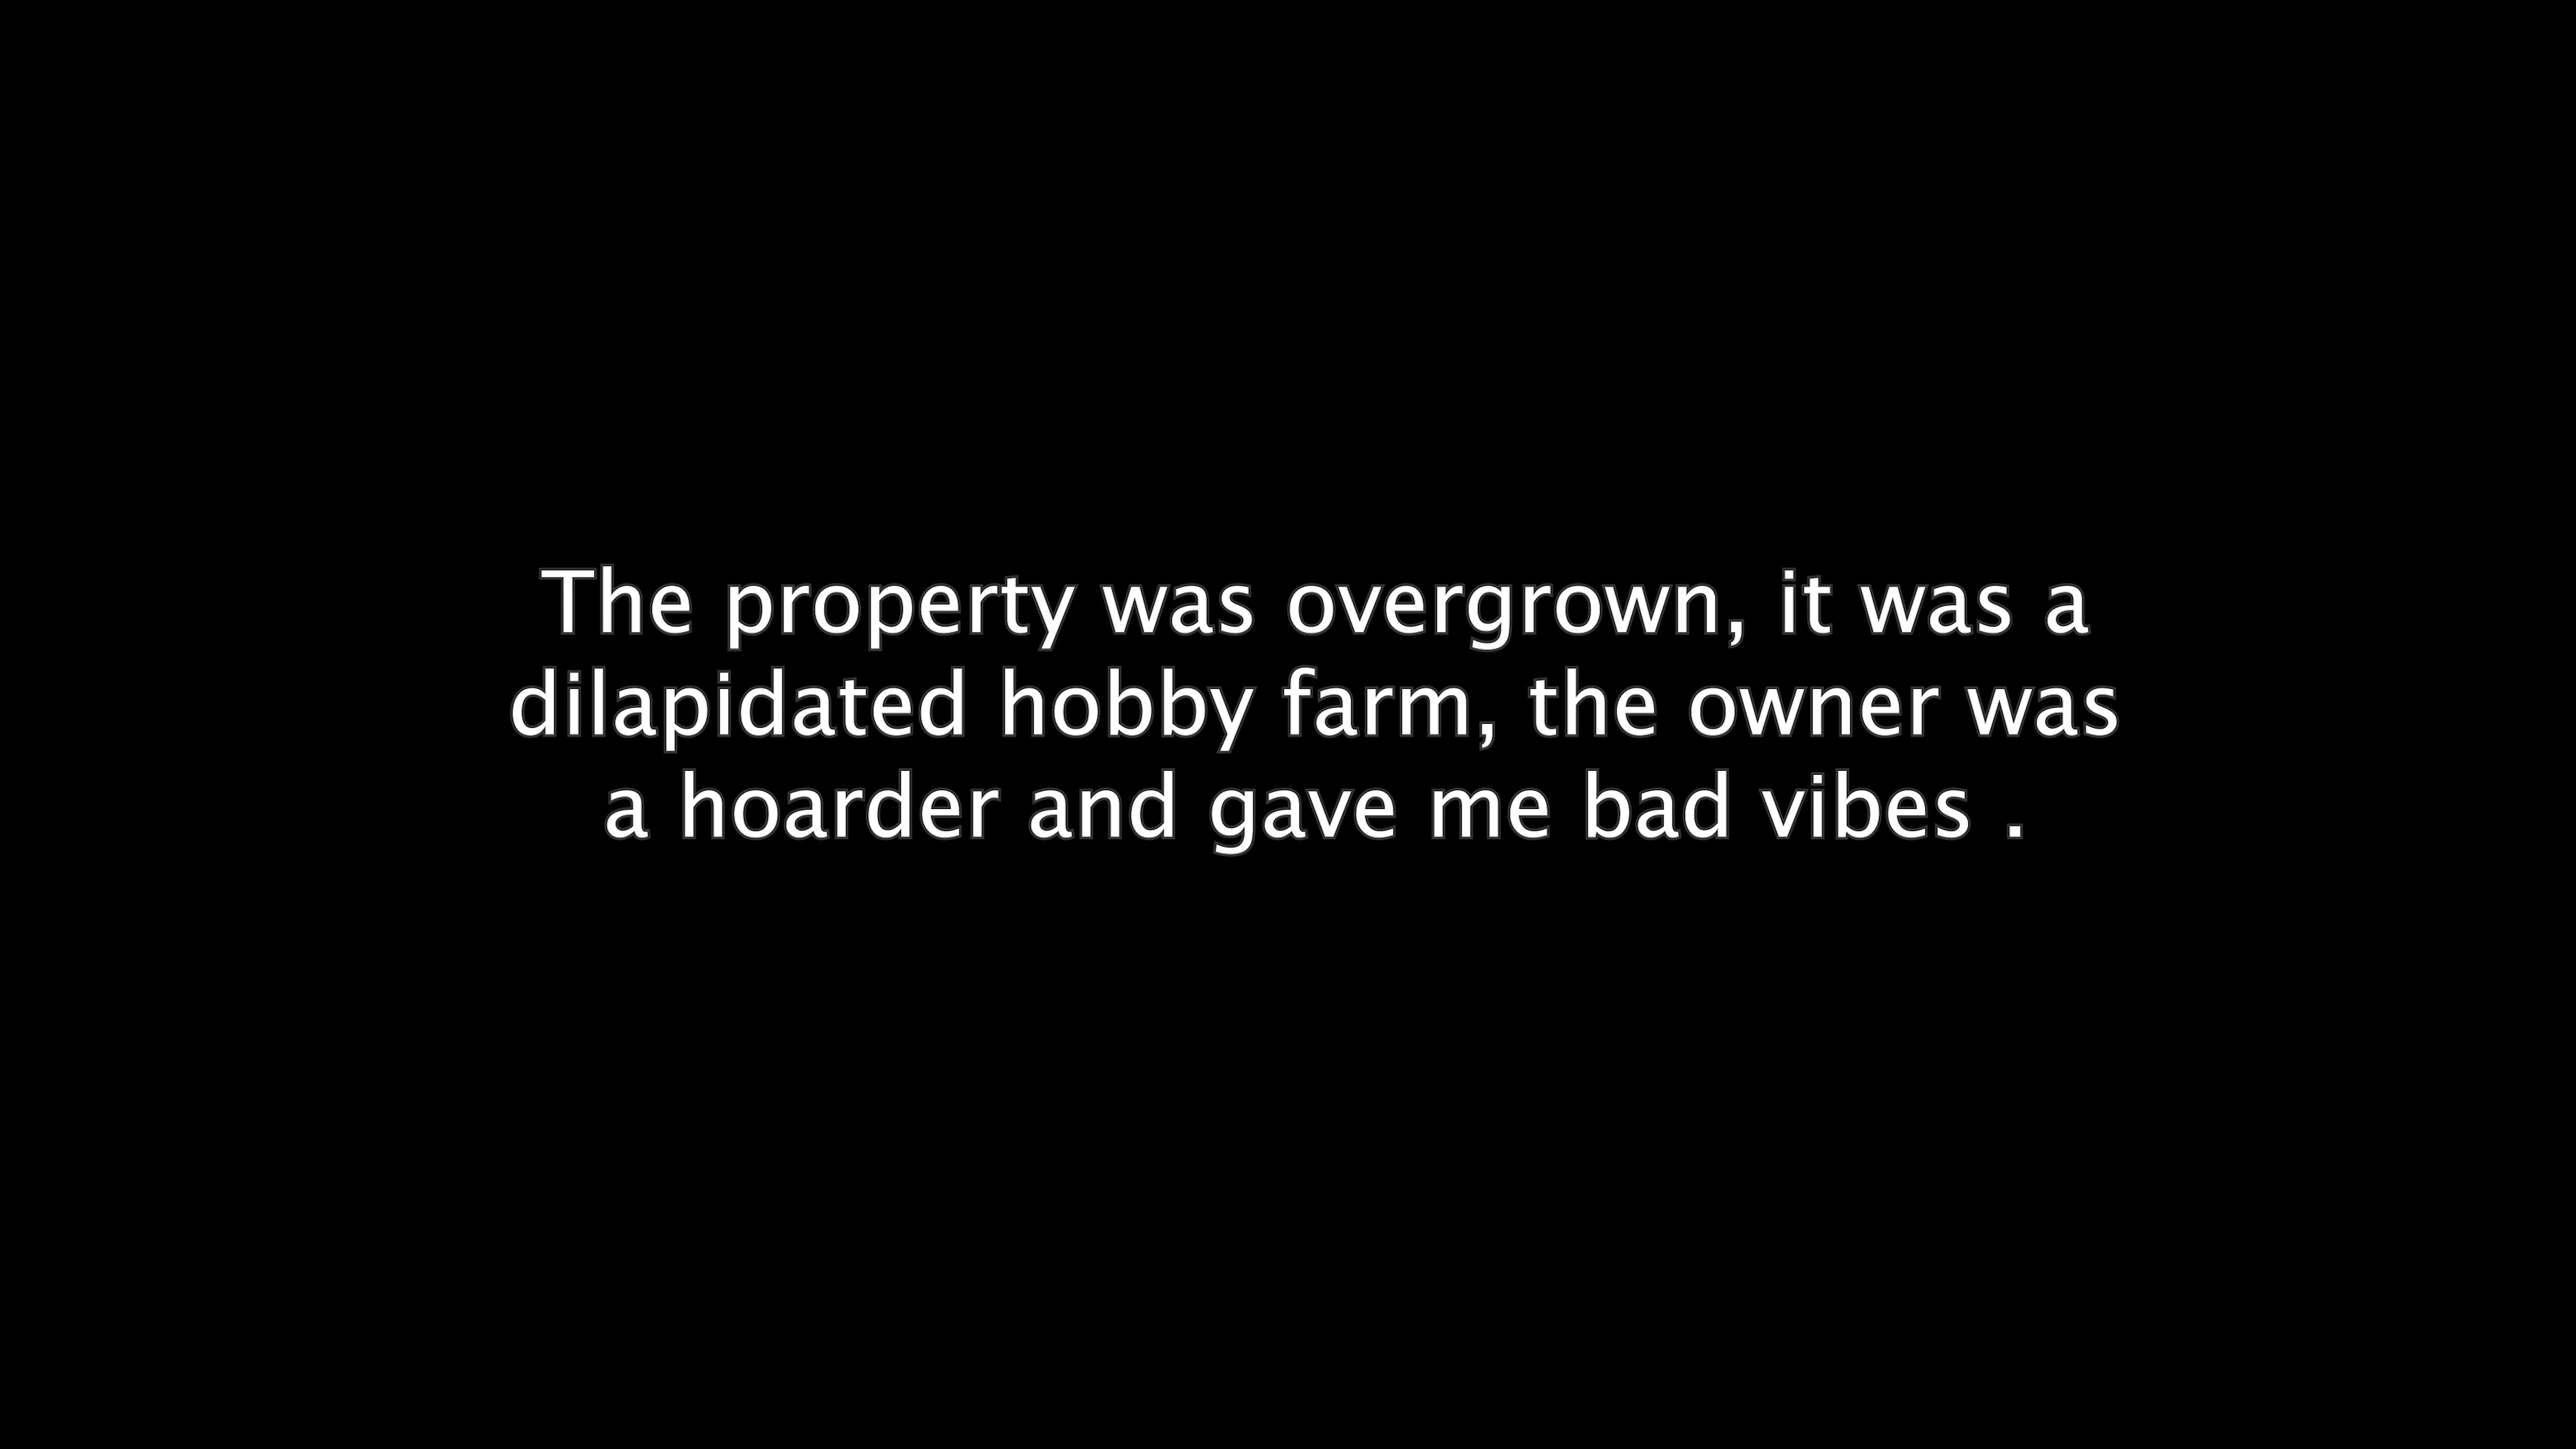 The property was overgrown, it was a
dilapidated hobby farm, the owner was
a hoarder and gave me bad vibes .